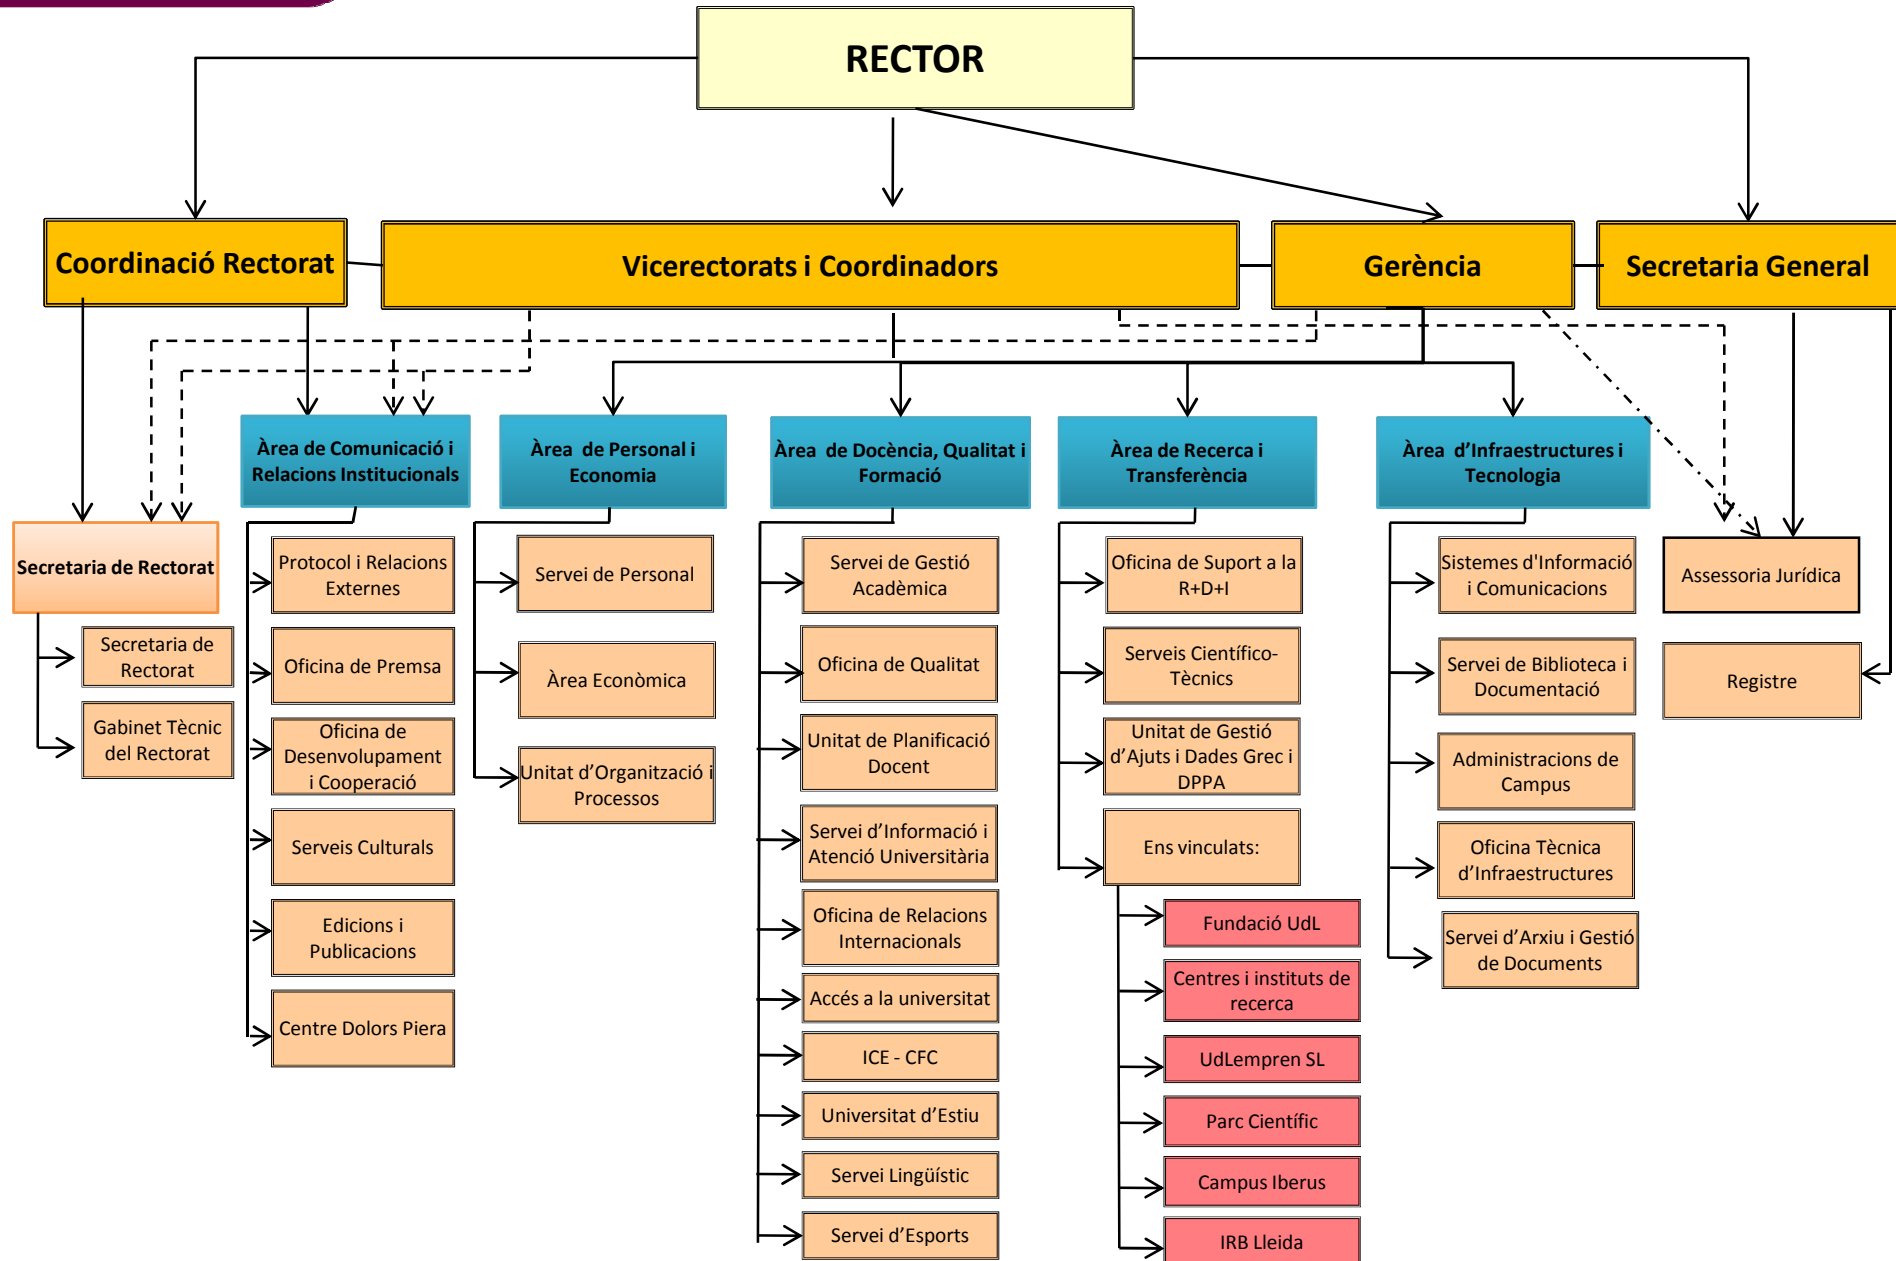 RECTOR
Coordinació Rectorat
Vicerectorats i Coordinadors
Gerència
Secretaria General
Àrea de Comunicació i
Relacions Institucionals
Àrea  de Personal i
Economia
Àrea  de Docència, Qualitat i
Formació
Àrea de Recerca i
Transferència
Àrea  d’Infraestructures i
Tecnologia
Secretaria de Rectorat
Secretaria de
Rectorat
Gabinet Tècnic
del Rectorat
Protocol i Relacions
Externes
Oficina de Premsa
Oficina de
Desenvolupament
i Cooperació
Serveis Culturals
Edicions i
Publicacions
Centre Dolors Piera
Servei de Personal
Àrea Econòmica
Unitat d’Organització i
Processos
Servei de Gestió
Acadèmica
Oficina de Qualitat
Unitat de Planificació
Docent
Servei d’Informació i
Atenció Universitària
Oficina de Relacions
Internacionals
Accés a la universitat
ICE - CFC
Universitat d’Estiu
Servei Lingüístic
Servei d’Esports
Oficina de Suport a la
R+D+I
Serveis Científico-
Tècnics
Unitat de Gestió
d’Ajuts i Dades Grec i
DPPA
Ens vinculats:
Fundació UdL
Centres i instituts de
recerca
UdLempren SL
Parc Científic
Campus Iberus
IRB Lleida
Sistemes d'Informació
i Comunicacions
Servei de Biblioteca i
Documentació
Administracions de
Campus
Oficina Tècnica
d’Infraestructures
Servei d’Arxiu i Gestió
de Documents
Assessoria Jurídica
Registre